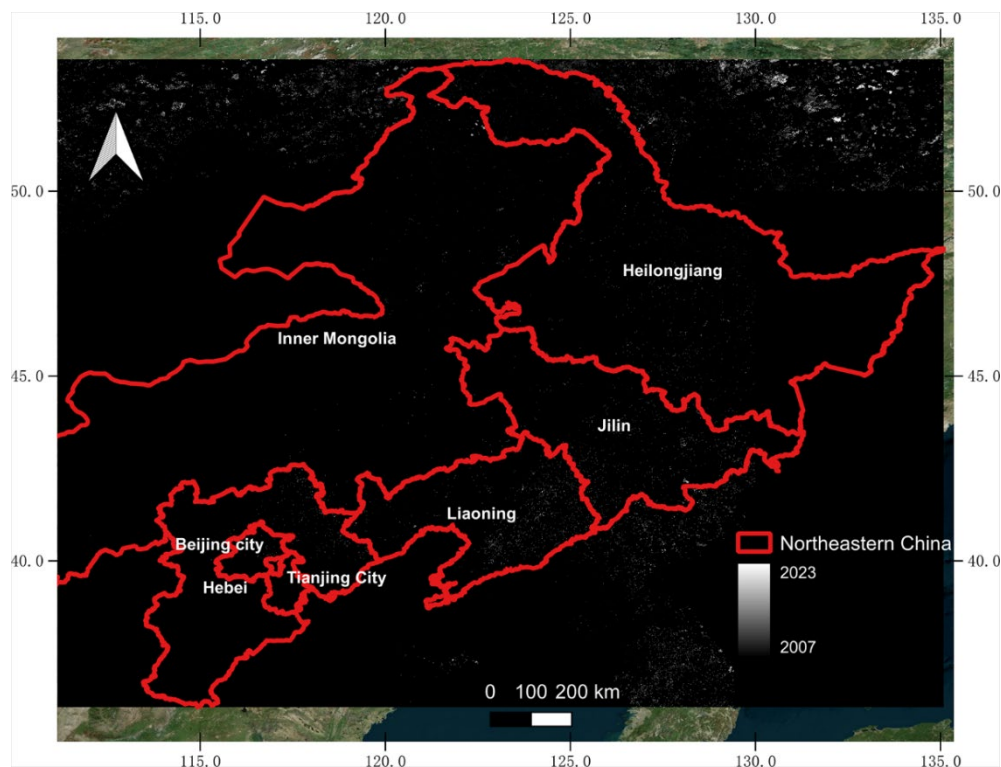 115.0 120.0 125.0 130.0 135.0
50.0 50.0
Heilongjiang
Inner Mongolia
45.0 45.0
Jilin
Liaoning
Beijing city
Northeastern China
40.0 40.0
Tianjing City
2023
Hebei
2007
0 100 200 km
115.0 120.0 125.0 130.0 135.0